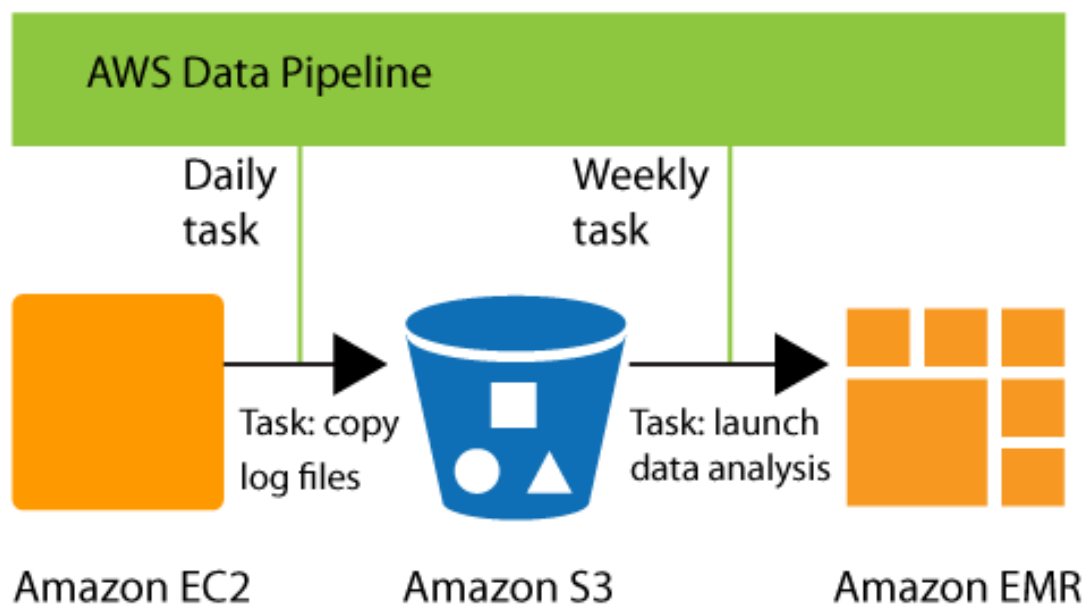 AWS Data Pipeline
Daily
task
Weekly
task
Task: copy
log files
Task: launch
data analysis
Amazon EC2
Amazon S3
Amazon EMR